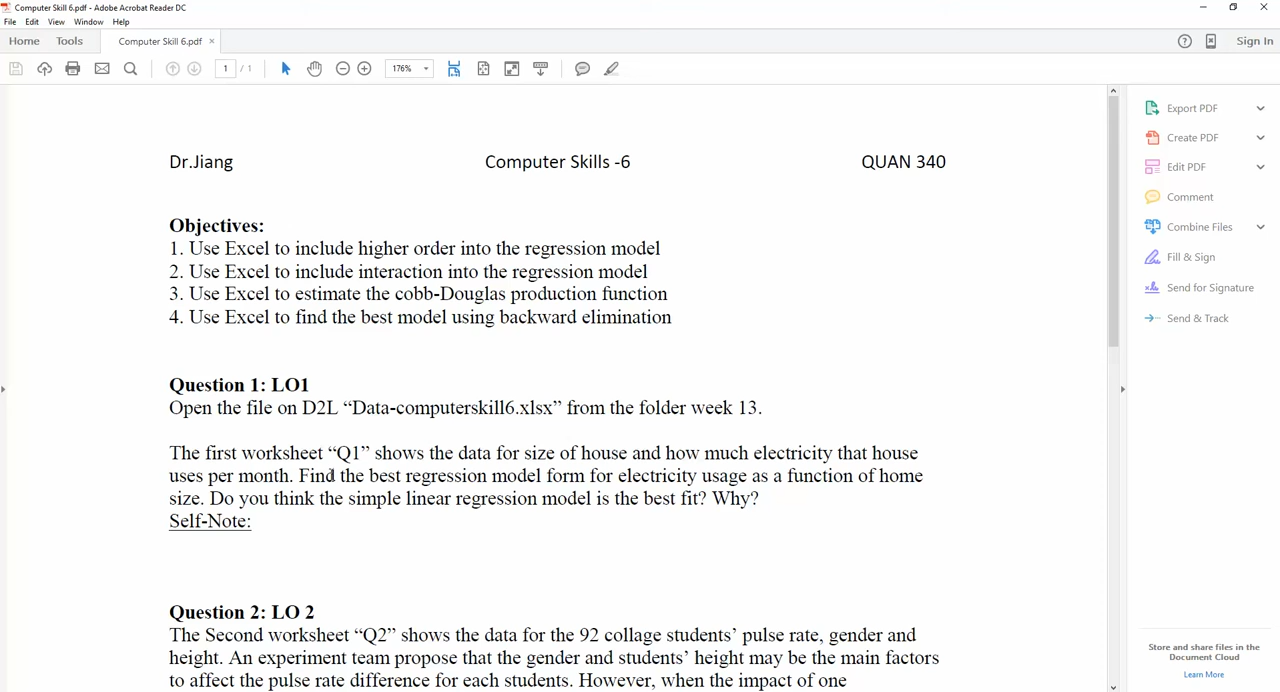 Computer Skill 6.pdf - Adobe Acrobat Reader DC
File Edit View Window Help
Home Tools Computer Skill 6.pdf × Sign In
1 / 1 176%
Export PDF
Create PDF
Edit PDF
Comment
Combine Files
Fill & Sign
Send for Signature
Send & Track
Dr.Jiang Computer Skills -6 QUAN 340
Objectives:
1. Use Excel to include higher order into the regression model
2. Use Excel to include interaction into the regression model
3. Use Excel to estimate the cobb-Douglas production function
4. Use Excel to find the best model using backward elimination
Question 1: LO1
Open the file on D2L “Data-computerskill6.xlsx” from the folder week 13.
The first worksheet “Q1” shows the data for size of house and how much electricity that house
uses per month. Find the best regression model form for electricity usage as a function of home
size. Do you think the simple linear regression model is the best fit? Why?
Self-Note:
Question 2: LO 2
The Second worksheet “Q2” shows the data for the 92 collage students’ pulse rate, gender and
height. An experiment team propose that the gender and students’ height may be the main factors
to affect the pulse rate difference for each students. However, when the impact of one
Store and share files in the
Document Cloud
Learn More